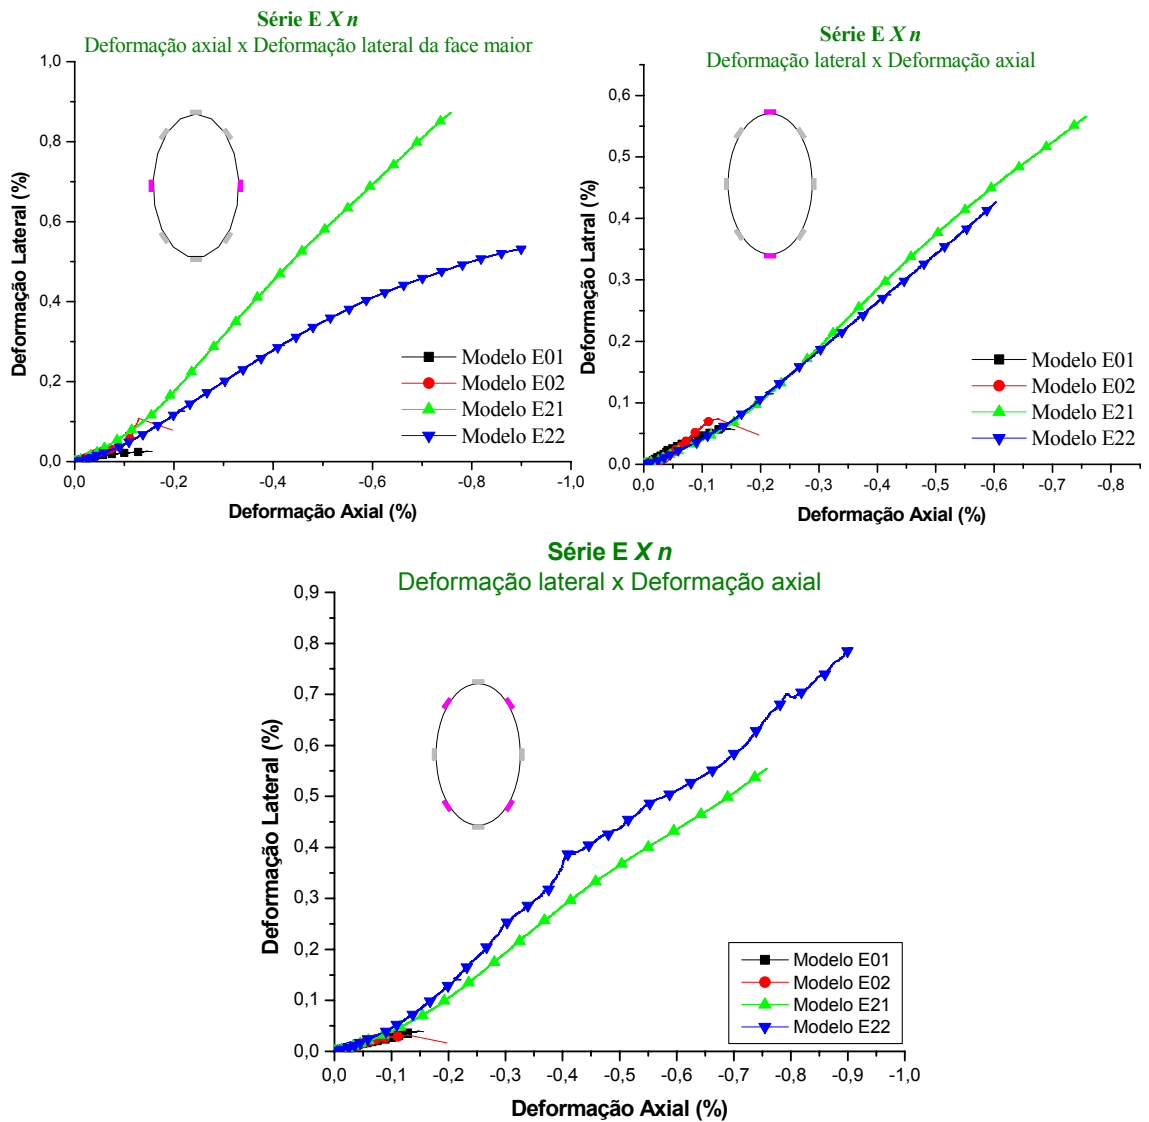 Série E X n
Deformação axial x Deformação lateral da face maior
1,0
0,8
0,6
0,4
0,2
0,0
Deformação Lateral (%)
Modelo E01
Modelo E02
Modelo E21
Modelo E22
0,0 -0,2 -0,4 -0,6 -0,8 -1,0
Deformação Axial (%)
Série E X n
Deformação lateral x Deformação axial
0,6
0,5
0,4
0,3
0,2
0,1
0,0
Deformação Latral (%)
Modelo E01
Modelo E02
Modelo E21
Modelo E22
0,0 -0,1 -0,2 -0,3 -0,4 -0,5 -0,6 -0,7 -0,8
Deformação Axial (%)
Série E X n
Deformação lateral x Deformação axial
0,9
0,8
0,7
0,6
0,5
0,4
0,3
0,2
0,1
0,0
Deformação Lateral (%)
Modelo E01
Modelo E02
Modelo E21
Modelo E22
0,0 -0,1 -0,2 -0,3 -0,4 -0,5 -0,6 -0,7 -0,8 -0,9 -1,0
Deformação Axial (%)